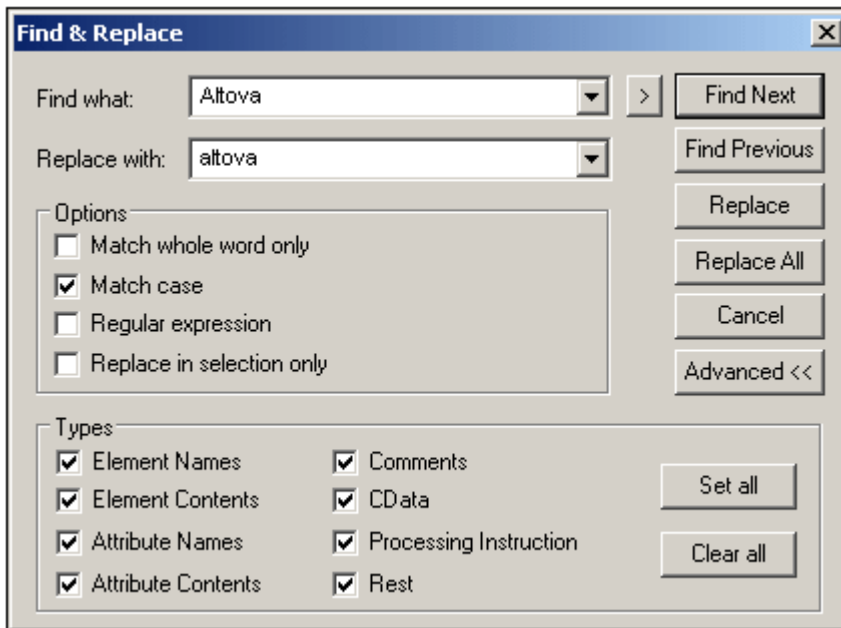 Find & Replace
Find what: Altova > Find Next
Replace with: altova Find Previous
Options Replace
Match whole word only Replace All
Match case Cancel
Regular expression Advanced <<
Replace in selection only
Types
Element Names Comments Set all
Element Contents CData
Attribute Names Processing Instruction Clear all
Attribute Contents Rest